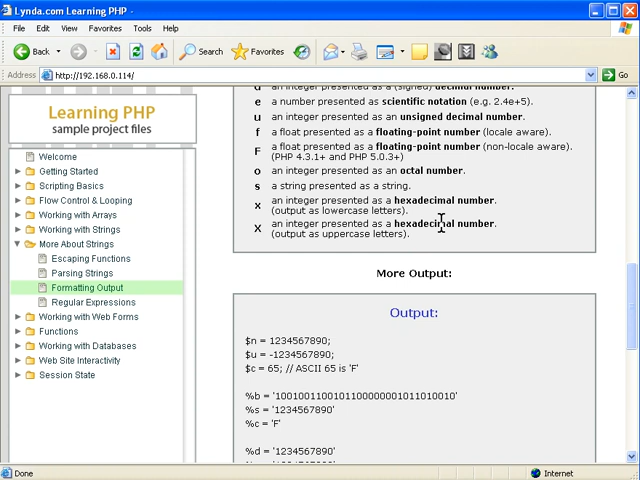 Lynda.com Learning PHP
File Edit View Favorites Tools Help
Back Search Favorites
Address http://192.168.0.114/ Go
Learning PHP
sample project files
Welcome
Getting Started
Scripting Basics
Flow Control & Looping
Working with Arrays
Working with Strings
More About Strings
Escaping Functions
Parsing Strings
Formatting Output
Regular Expressions
Working with Web Forms
Functions
Working with Databases
Web Site Interactivity
Session State
d an integer presented as a (signed) decimal number.
e a number presented as scientific notation (e.g. 2.4e+5).
u an integer presented as an unsigned decimal number.
f a float presented as a floating-point number (locale aware).
F a float presented as a floating-point number (non-locale aware).
(PHP 4.3.1+ and PHP 5.0.3+)
o an integer presented as an octal number.
s a string presented as a string.
x an integer presented as a hexadecimal number.
(output as lowercase letters).
X an integer presented as a hexadecimal number.
(output as uppercase letters).
More Output:
Output:
$n = 1234567890;
$u = -1234567890;
$c = 65; // ASCII 65 is 'F'
%b = '1001001100101100000001011010010'
%s = '1234567890'
%c = 'F'
%d = '1234567890'
Done Internet